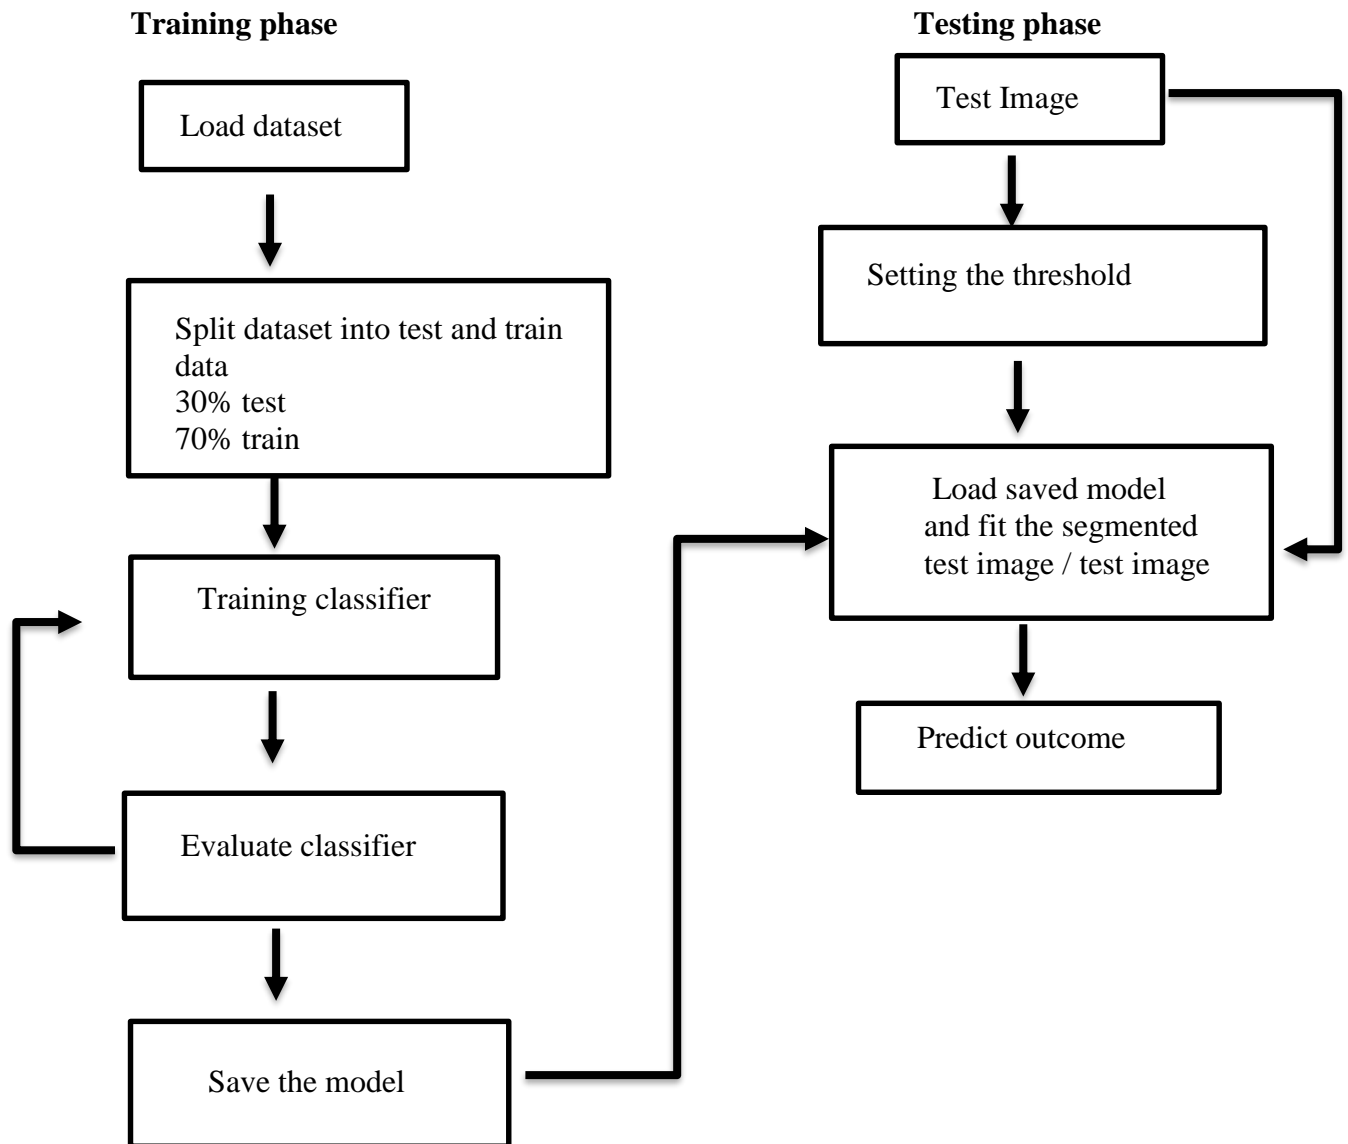 Training phase
Load dataset
Split dataset into test and train
data
30% test
70% train
Training classifier
Evaluate classifier
Save the model
Testing phase
Test Image
Setting the threshold
Load saved model
and fit the segmented
test image / test image
Predict outcome